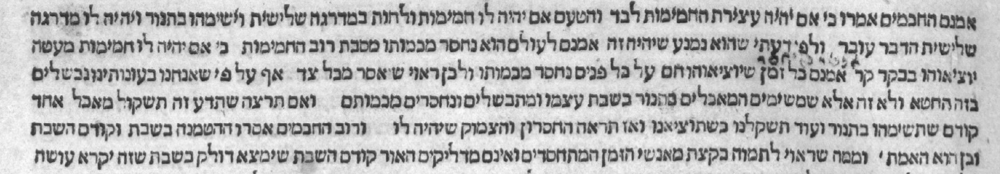 אמנם החכמים אמרו כי אם יהיה עצירת החמימות לבד והטעם אם יהיה לו חמימות ולחות במדרגה שלישית וישימהו בתנור ויהיה לו מדרגה
שלישית הדבר עובר ולפי דעתי שהוא נמנע שיהיה זה אמנם לעולם הוא נחסר מכמותו מסבת רוב החמימות כי אם יהיה לו חמימות מעטה
יוציאוהו בבקר קר אמנם כל זמן שיוציאוהו חם על כל פנים נחסר מכמותו ולכן ראוי שיאסר מכל צד אף על פי שאנחנו בעונותינו נכשלים
בזה החטא ולא זה אלא שמשימים המאכלים בתנור בשבת עצמו ומתבשלים ונחסרים מכמותם ואם תרצה שתדע זה תשקול מאכל אחד
קודם שתשימהו בתנור ועוד תשקלנו כשתוציאנו ואז תראה החסרון והצמוק שיהיה לו ורוב החכמים אסרו ההטמנה בשבת וקודם השבת
וכן הוא האמתי וממה שראוי לתמוה בקצת מאנשי הזמן המתחסדים ואינם מדליקים האור קודם השבת שימצא דולק בשבת שזה יקרא עושה